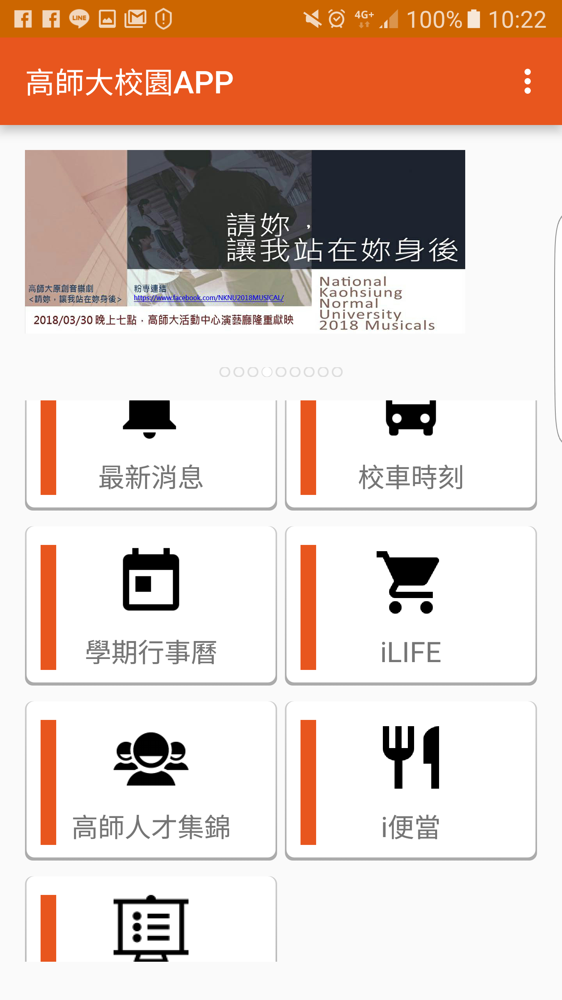 LINE
4G+
100%
10:22
高師大校園APP
請妳，
讓我站在妳身後
高師大原創音樂劇
<請妳，讓我站在妳身後>
粉專連結
https://www.facebook.com/NKNU2018MUSICAL/
2018/03/30 晚上七點，高師大活動中心演藝廳隆重獻映
National
Kaohsiung
Normal
University
2018 Musicals
最新消息
校車時刻
學期行事曆
iLIFE
高師人才集錦
i便當